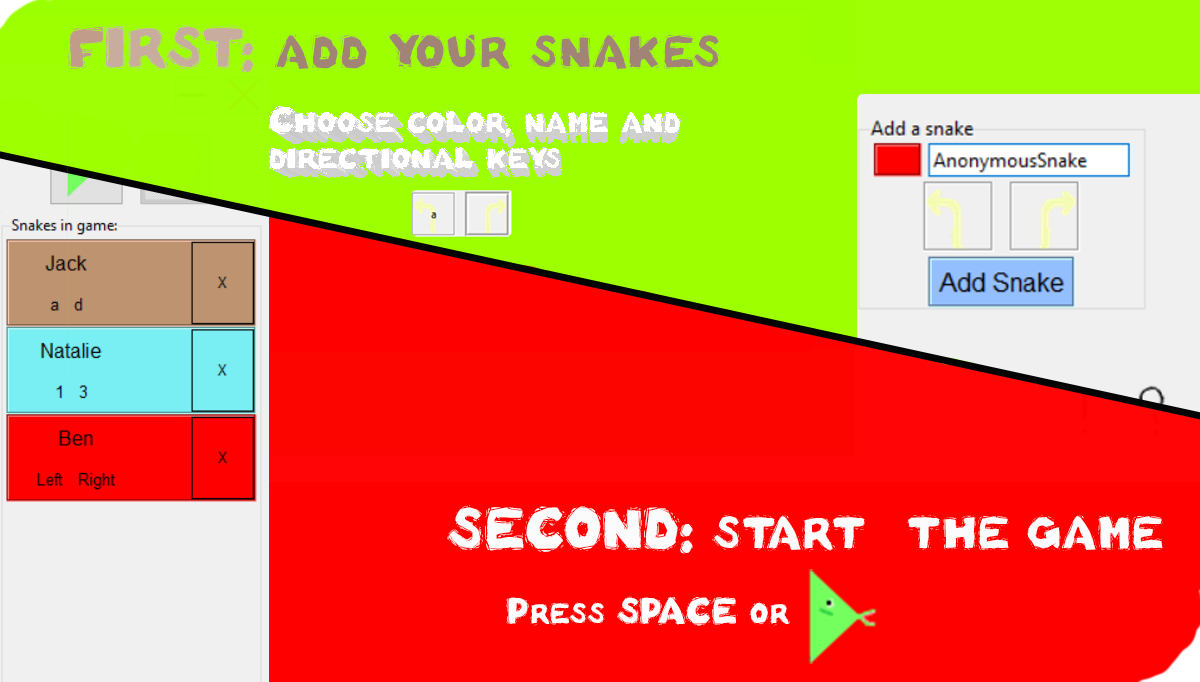 FIRST: ADD YOUR SNAKES
CHOOSE COLOR, NAME AND
DIRECTIONAL KEYS
a
Add a snake
AnonymousSnake
Add Snake
Snakes in game:
Jack
a d
X
Natalie
1 3
X
Ben
Left Right
X
SECOND: START THE GAME
PRESS SPACE OR